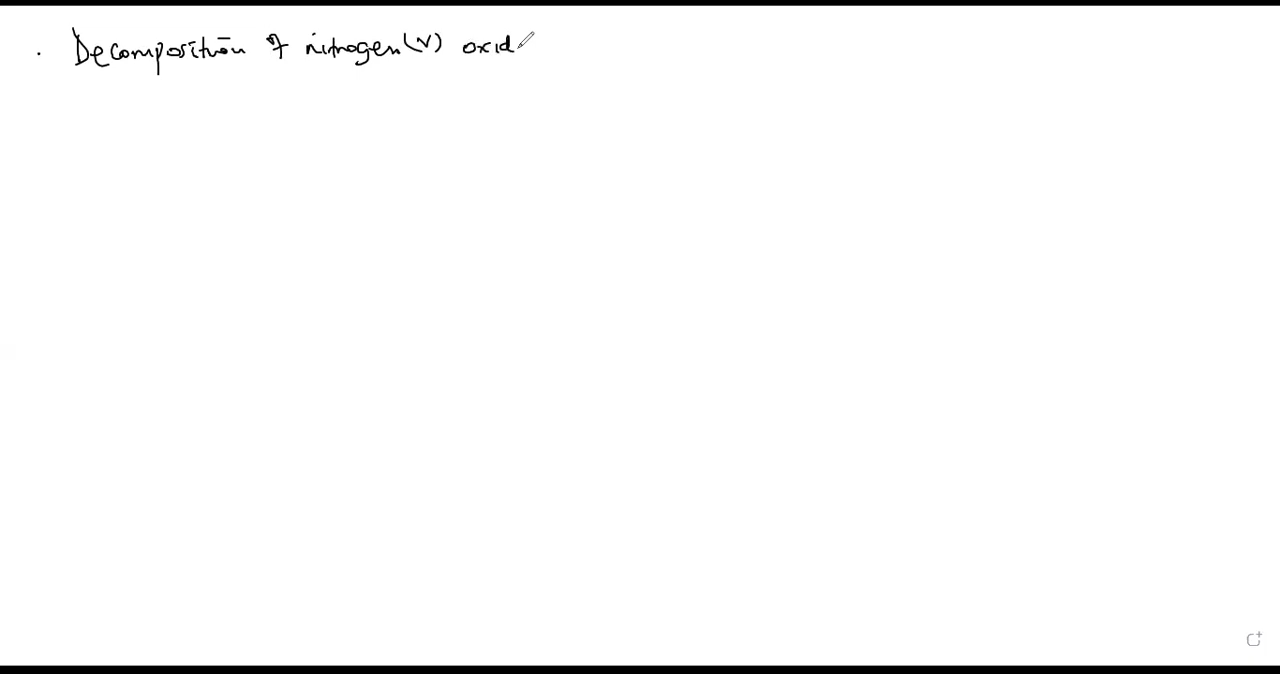 . Decomposition of nitrogen(V) oxid